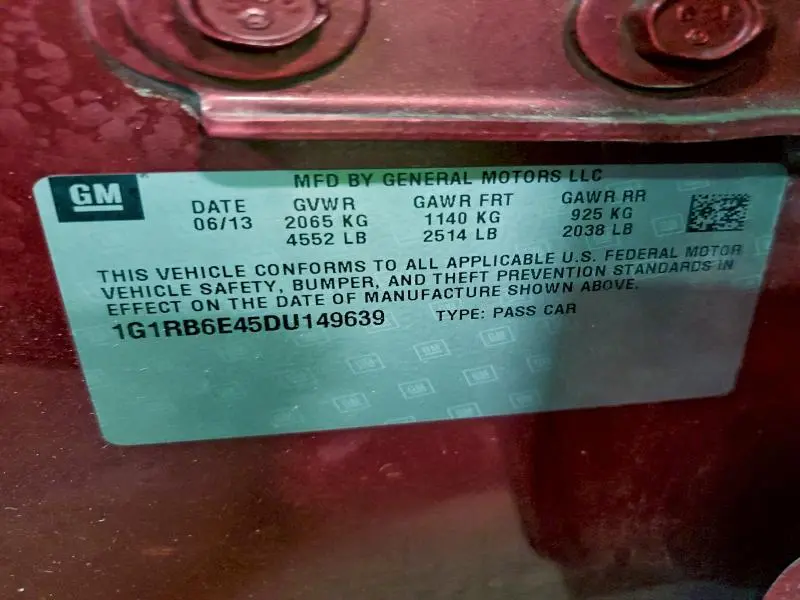 GM
MFD BY GENERAL MOTORS LLC
DATE GVWR GAWR FRT GAWR RR
06/13 2065 KG 1140 KG 925 KG
4552 LB 2514 LB 2038 LB
THIS VEHICLE CONFORMS TO ALL APPLICABLE U.S. FEDERAL MOTOR
VEHICLE SAFETY, BUMPER, AND THEFT PREVENTION STANDARDS IN
EFFECT ON THE DATE OF MANUFACTURE SHOWN ABOVE.
1G1RB6E45DU149639 TYPE: PASS CAR